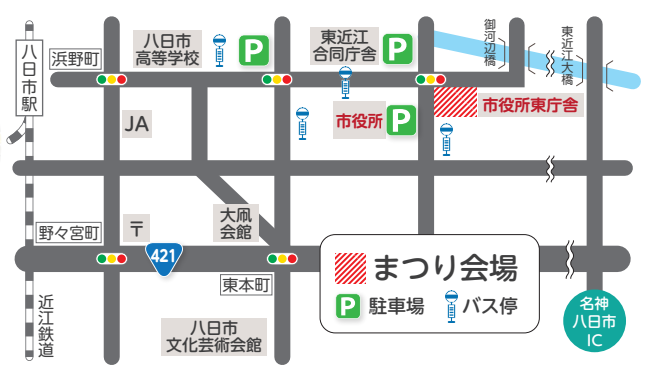 八日市駅
浜野町
八日市
高等学校
P
東近江
合同庁舎
P
御河辺橋
東近江大橋
JA
市役所
P
市役所東庁舎
野々宮町
〒
421
大凧
会館
東本町
近江鉄道
八日市
文化芸術会館
まつり会場
P 駐車場
バス停
名神
八日市
IC